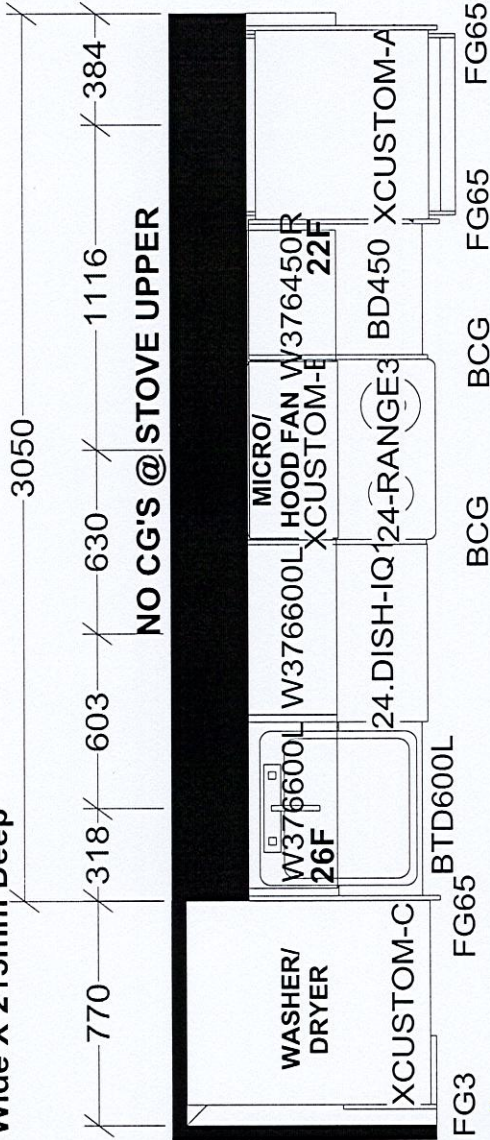 Wide X 215mm Deep
3050
770
318
603
630
1116
384
NO CG'S @ STOVE UPPER
WASHER/
DRYER
XCUSTOM-C
W376600L
26F
W376600L
MICRO/
HOOD FAN
W376450R
22F
24.DISH-IQ1
24-RANGE3
BD450
XCUSTOM-A
BTD600L
FG3
FG65
BCG
BCG
FG65
FG65